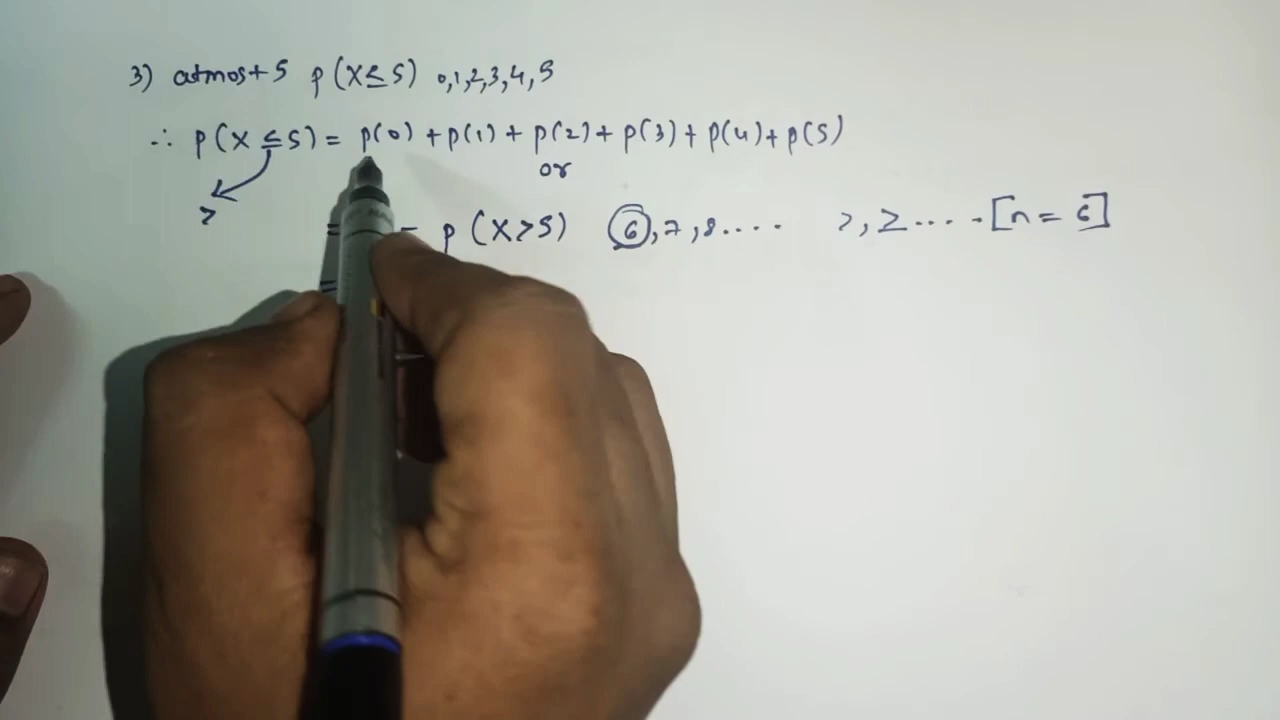 3) atmost 5 p(X≤5) 0,1,2,3,4,5
∴ p(X ≤5) = p(0) + p(1) + p(2) + p(3) + p(4) + p(5)
or
>
= - p (X>5) 6,7,8.... >, ≥.... [n = 6]
=